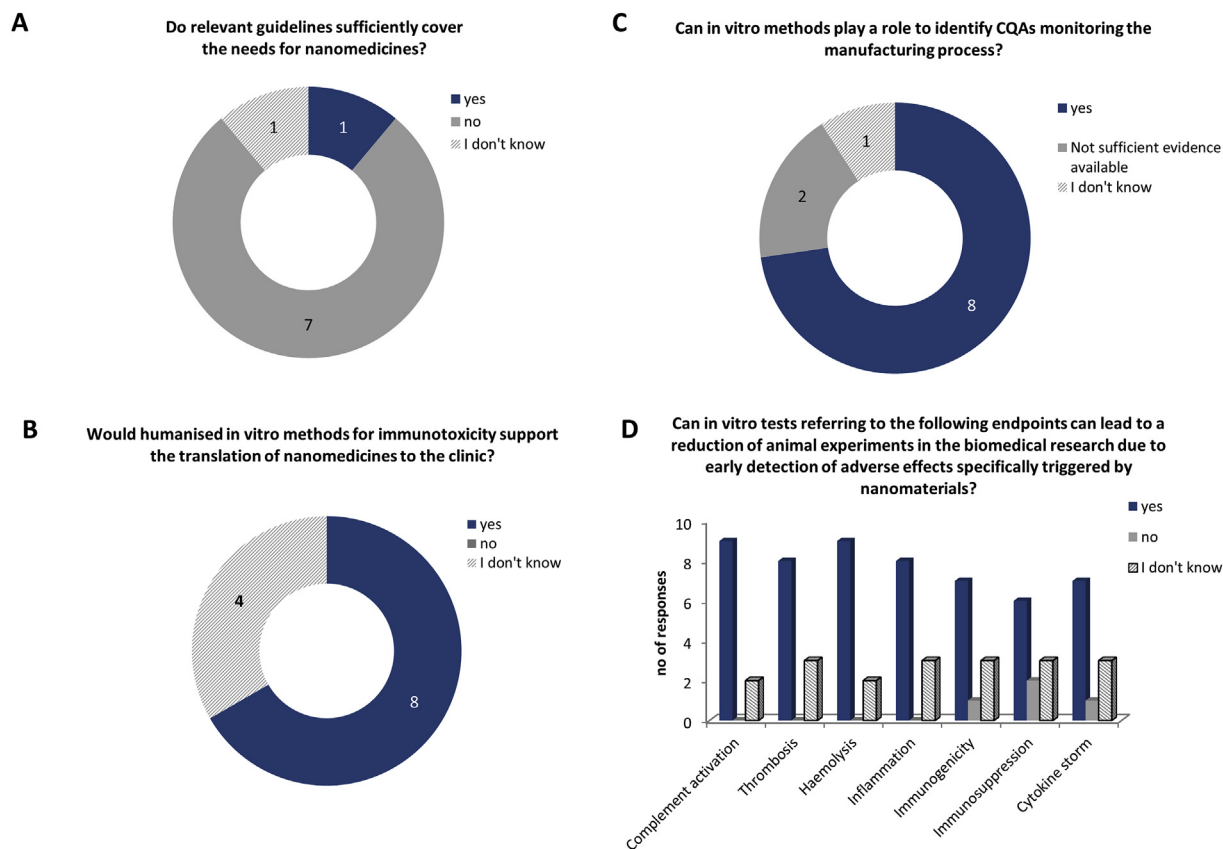 A
Do relevant guidelines sufficiently cover
the needs for nanomedicines?
yes
no
I don't know
1
1
7
B
Would humanised in vitro methods for immunotoxicity support
the translation of nanomedicines to the clinic?
yes
no
I don't know
4
8
C
Can in vitro methods play a role to identify CQAs monitoring the
manufacturing process?
yes
Not sufficient evidence
available
I don't know
1
2
8
D
Can in vitro tests referring to the following endpoints can lead to a
reduction of animal experiments in the biomedical research due to
early detection of adverse effects specifically triggered by
nanomaterials?
yes
no
I don't know
no of responses
10
8
6
4
2
0
Complement activation
Thrombosis
Haemolysis
Inflammation
Immunogenicity
Immunosuppression
Cytokine storm